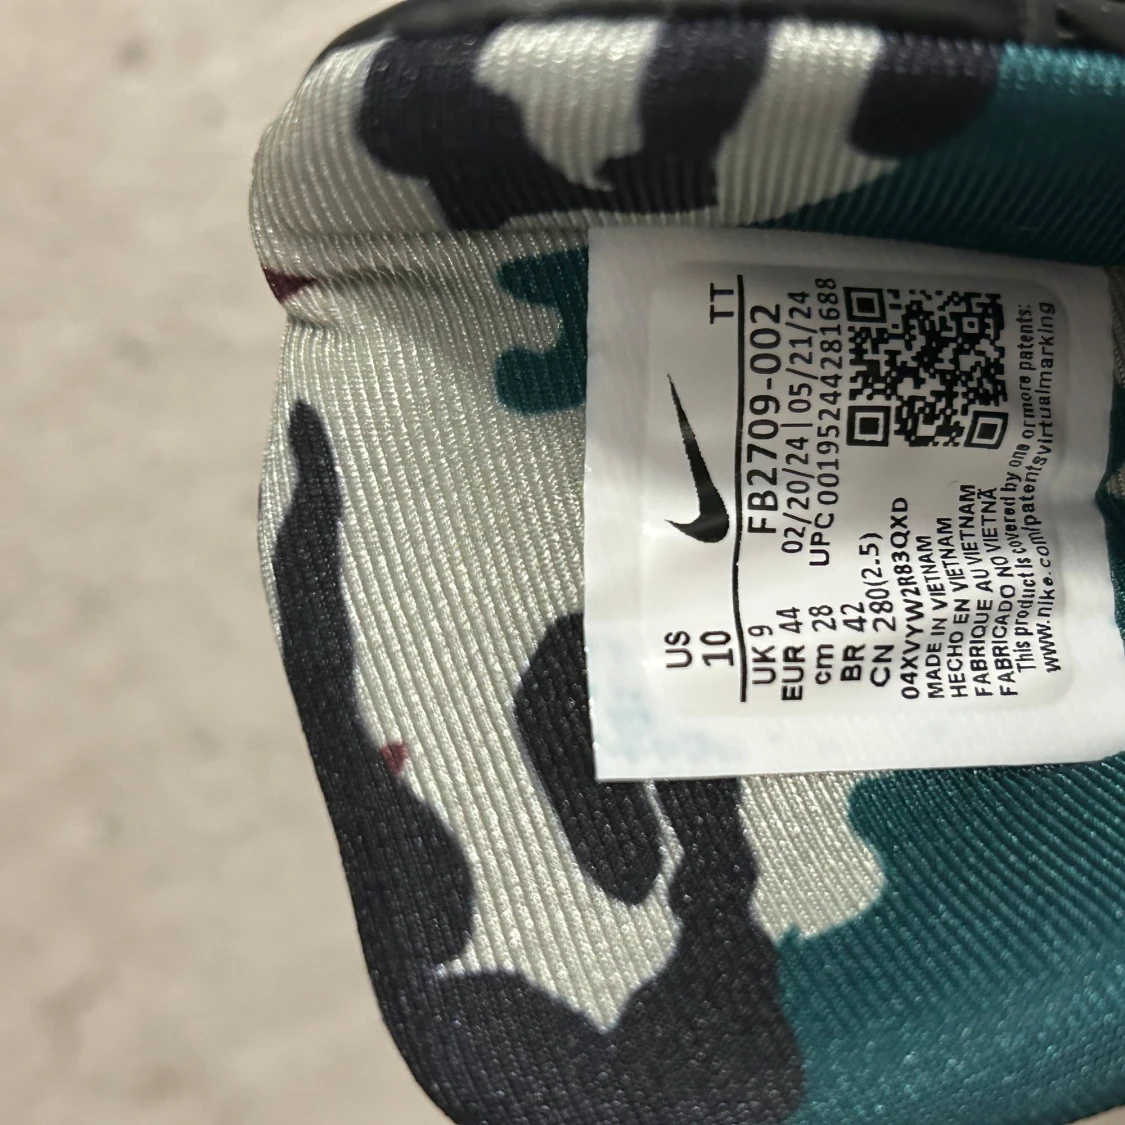 TT
US
10
UK 9
FB2709-002
EUR 44
02/20/24 | 05/21/24
cm 28
UPC 00195244281688
BR 42
CN 280(2.5)
04XVYW2R83QXD
MADE IN VIETNAM
HECHO EN VIETNAM
FABRIQUE AU VIETNAM
FABRICADO NO VIETNÃ
This product is covered by one or more patents:
www.nike.com/patentsvirtualmarking